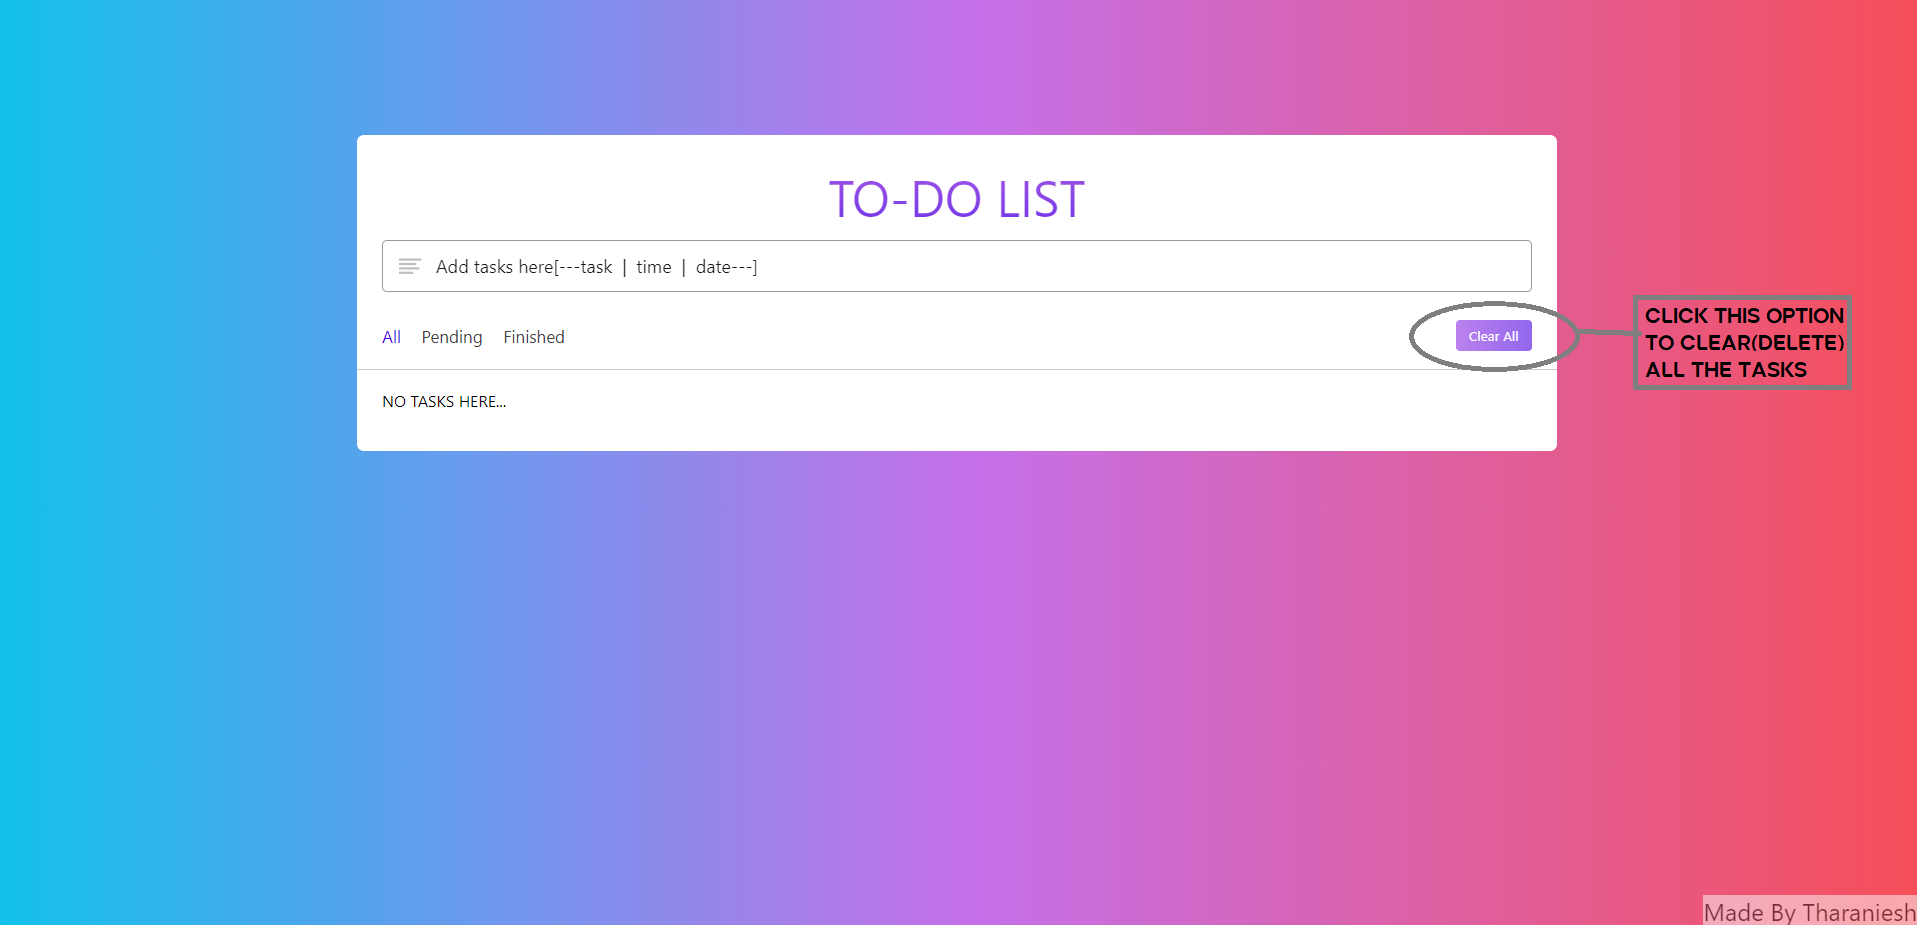 TO-DO LIST
Add tasks here[---task | time | date---]
All Pending Finished Clear All
CLICK THIS OPTION
TO CLEAR(DELETE)
ALL THE TASKS
NO TASKS HERE...
Made By Tharaniesh